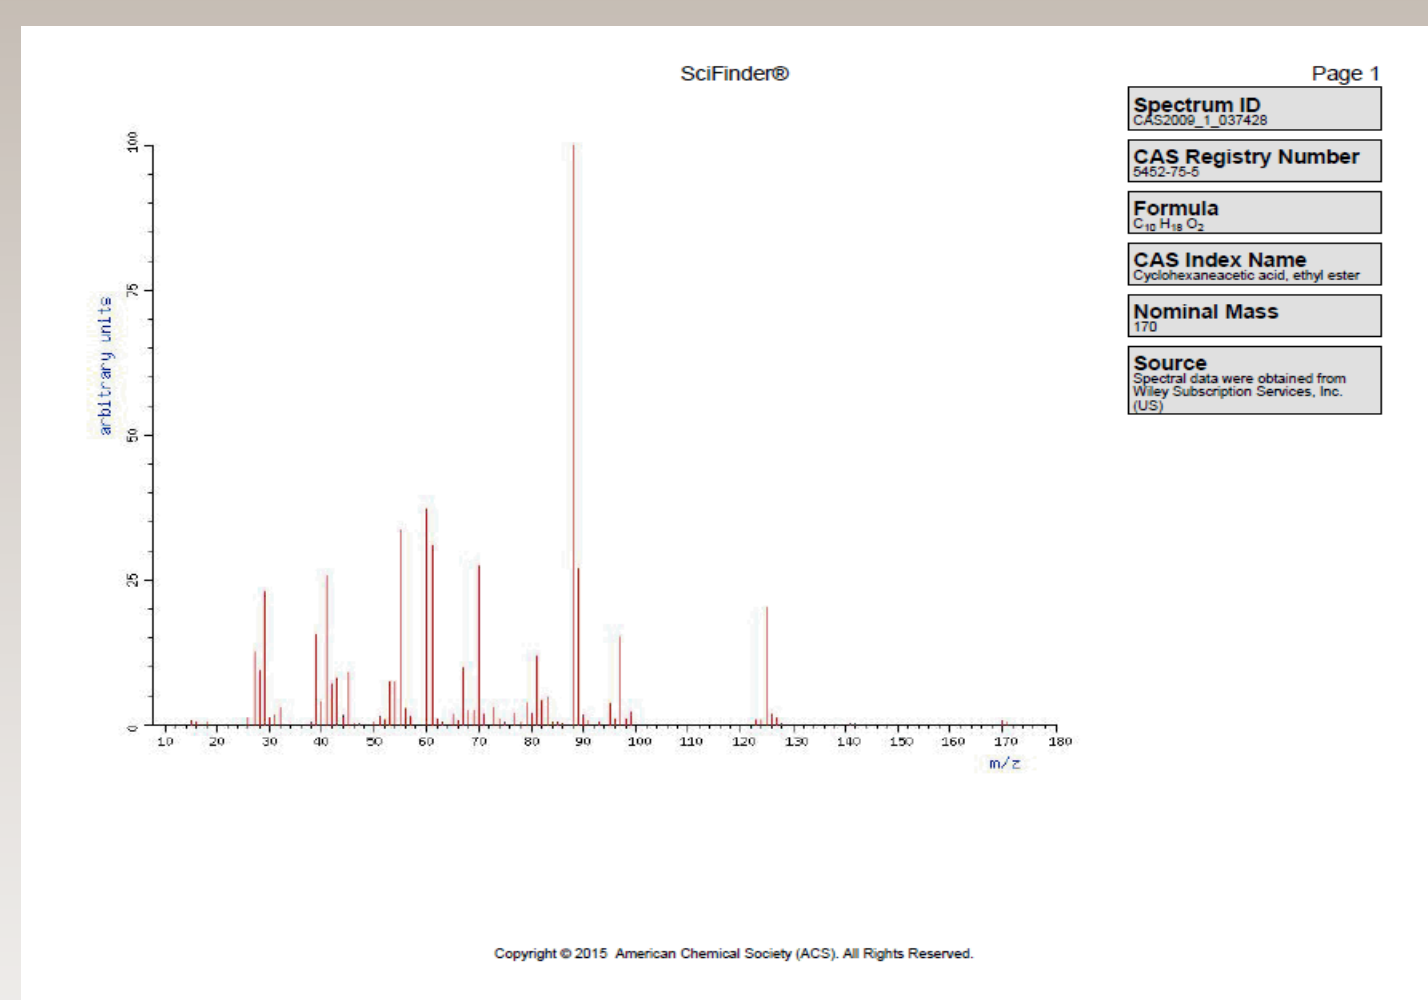 SciFinder®
Page 1
Spectrum ID
CAS2009_1_037428
CAS Registry Number
5452-75-5
Formula
C₁₀ H₁₈ O₂
CAS Index Name
Cyclohexaneacetic acid, ethyl ester
Nominal Mass
170
Source
Spectral data were obtained from
Wiley Subscription Services, Inc.
(US)
100
75
50
25
0
arbitrary units
10 20 30 40 50 60 70 80 90 100 110 120 130 140 150 160 170 180
m/z
Copyright © 2015 American Chemical Society (ACS). All Rights Reserved.